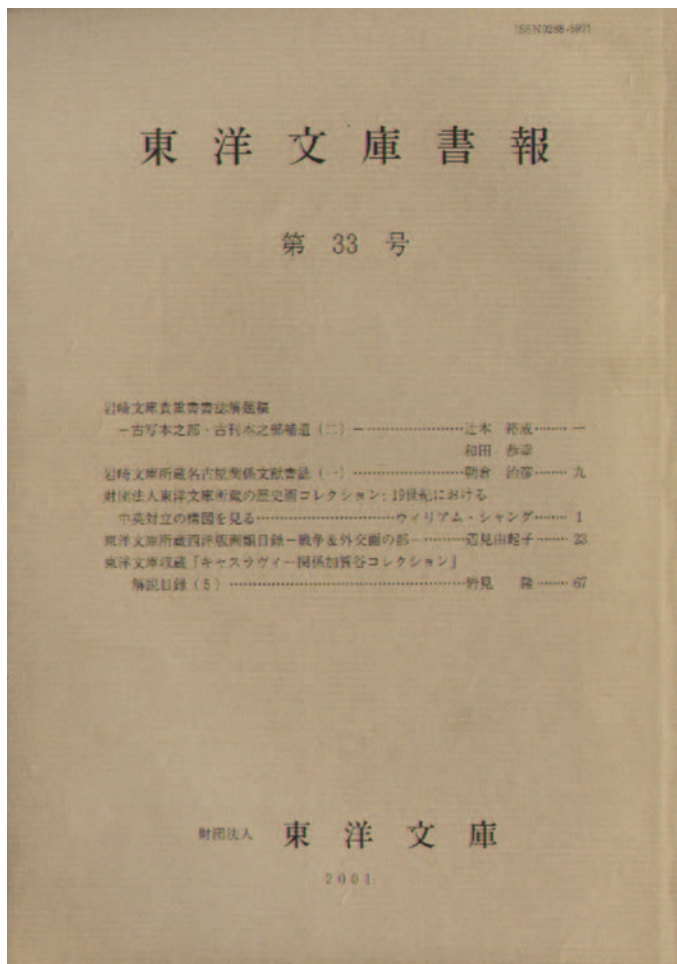 東洋文庫書報
第 33 号
岩崎文庫貴重書書誌解題稿
－古写本之部・古刊本之部補遺（二）－……………………辻本 裕成……… 一
和田 恭幸
岩崎文庫所蔵名古屋関係文献書誌（一）……………………朝倉 治彦……… 九
財団法人東洋文庫所蔵の歴史画コレクション：19世紀における
中英対立の構図を見る……………………ウィリアム・シャング……… 1
東洋文庫所蔵西洋版画類目録－戦争＆外交画の部－………辺見由起子……… 23
東洋文庫収蔵「キャスラヴィー関係加賀谷コレクション」
解説目録（5）……………………岩見 隆……… 67
財団法人 東洋文庫
2001